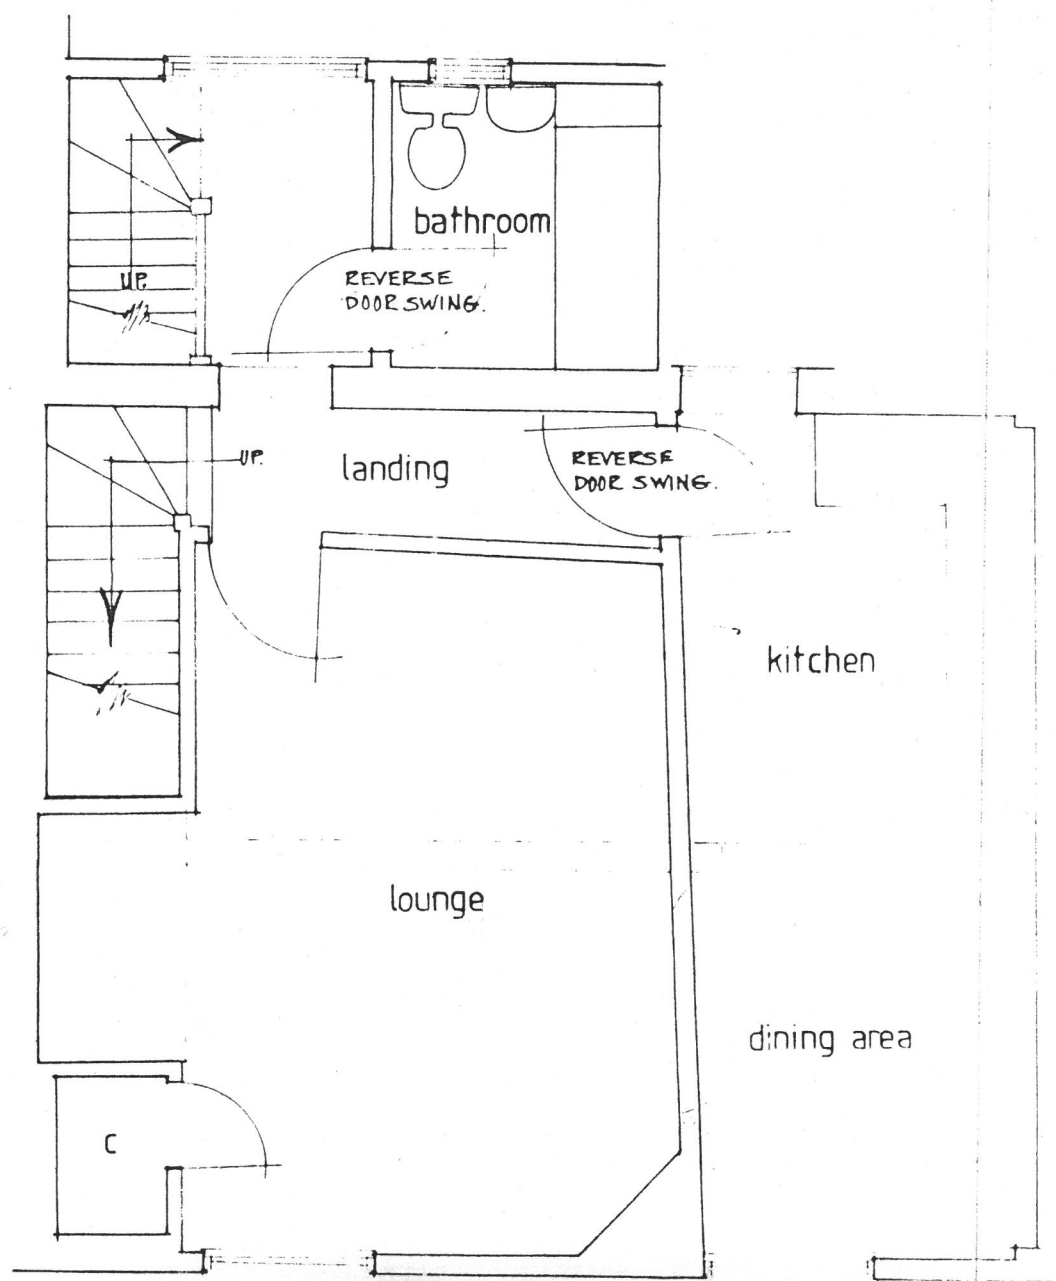 bathroom
REVERSE
DOOR SWING.
UP.
UP.
landing
REVERSE
DOOR SWING.
kitchen
lounge
dining area
C